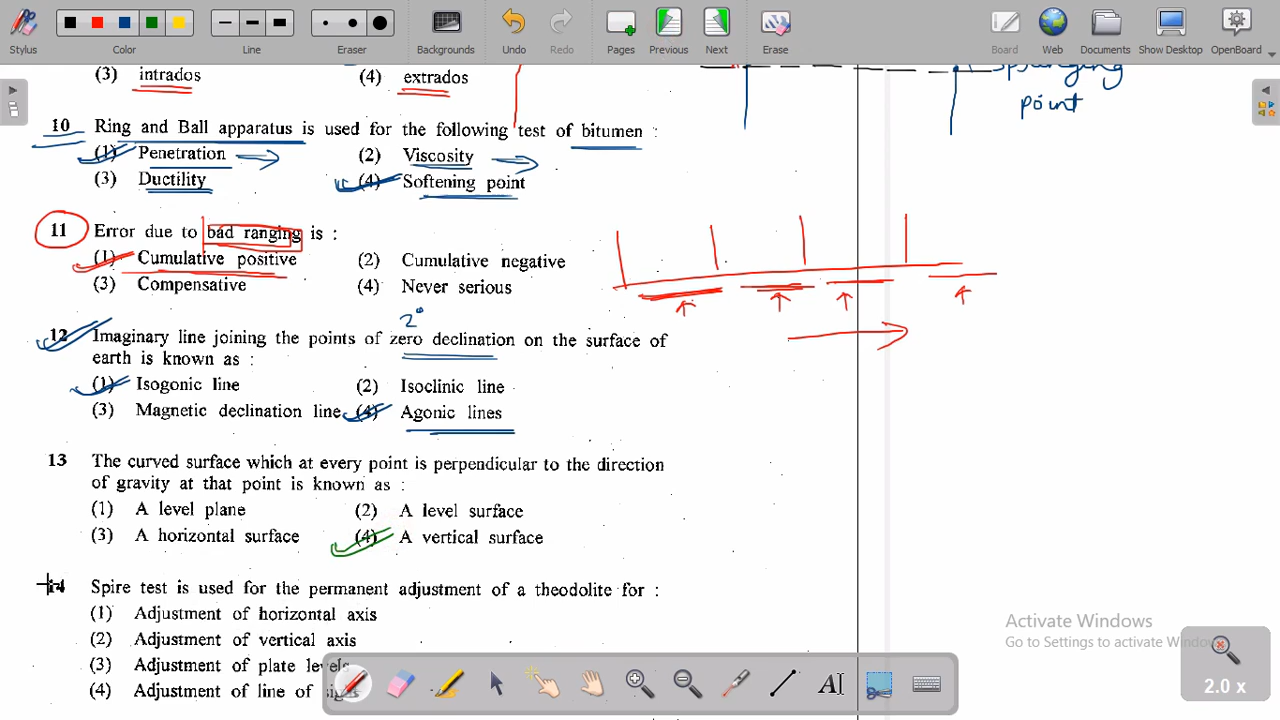 Stylus
Color
Line
Eraser
Backgrounds
Undo
Redo
Pages
Previous
Next
Erase
Board
Web
Documents
Show Desktop
OpenBoard
(3) intrados (4) extrados
point
10 Ring and Ball apparatus is used for the following test of bitumen :
(1) Penetration (2) Viscosity
(3) Ductility (4) Softening point
11 Error due to bad ranging is :
(1) Cumulative positive (2) Cumulative negative
(3) Compensative (4) Never serious
2°
12 Imaginary line joining the points of zero declination on the surface of
earth is known as :
(1) Isogonic line (2) Isoclinic line
(3) Magnetic declination line (4) Agonic lines
13 The curved surface which at every point is perpendicular to the direction
of gravity at that point is known as :
(1) A level plane (2) A level surface
(3) A horizontal surface (4) A vertical surface
14 Spire test is used for the permanent adjustment of a theodolite for :
(1) Adjustment of horizontal axis
(2) Adjustment of vertical axis
(3) Adjustment of plate levels
(4) Adjustment of line of
Activate Windows
Go to Settings to activate Windows
2.0 x